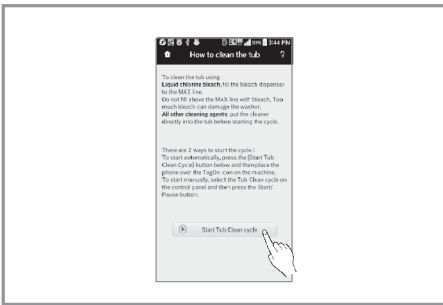 3:44 PM
How to clean the tub ?
To clean the tub using
Liquid chlorine bleach, fill the bleach dispenser
to the MAX line.
Do not fill above the MAX line with bleach. Too
much bleach can damage the washer.
All other cleaning agents put the cleaner
directly into the tub before starting the cycle.
There are 2 ways to start the cycle :
To start automatically, press the [Start Tub
Clean Cycle] button below and then place the
phone over the TagOn icon on the machine.
To start manually, select the Tub Clean cycle on
the control panel and then press the Start/
Pause button.
Start Tub Clean cycle